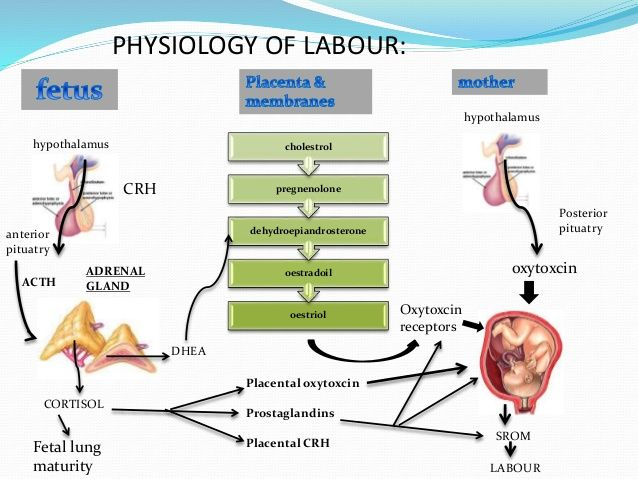 PHYSIOLOGY OF LABOUR:
fetus
Placenta &
membranes
mother
hypothalamus
CRH
anterior
pituatry
ACTH
ADRENAL
GLAND
DHEA
CORTISOL
Fetal lung
maturity
cholestrol
pregnenolone
dehydroepiandrosterone
oestradoil
oestriol
Placental oxytoxcin
Prostaglandins
Placental CRH
hypothalamus
Posterior
pituatry
oxytoxcin
Oxytoxcin
receptors
SROM
LABOUR